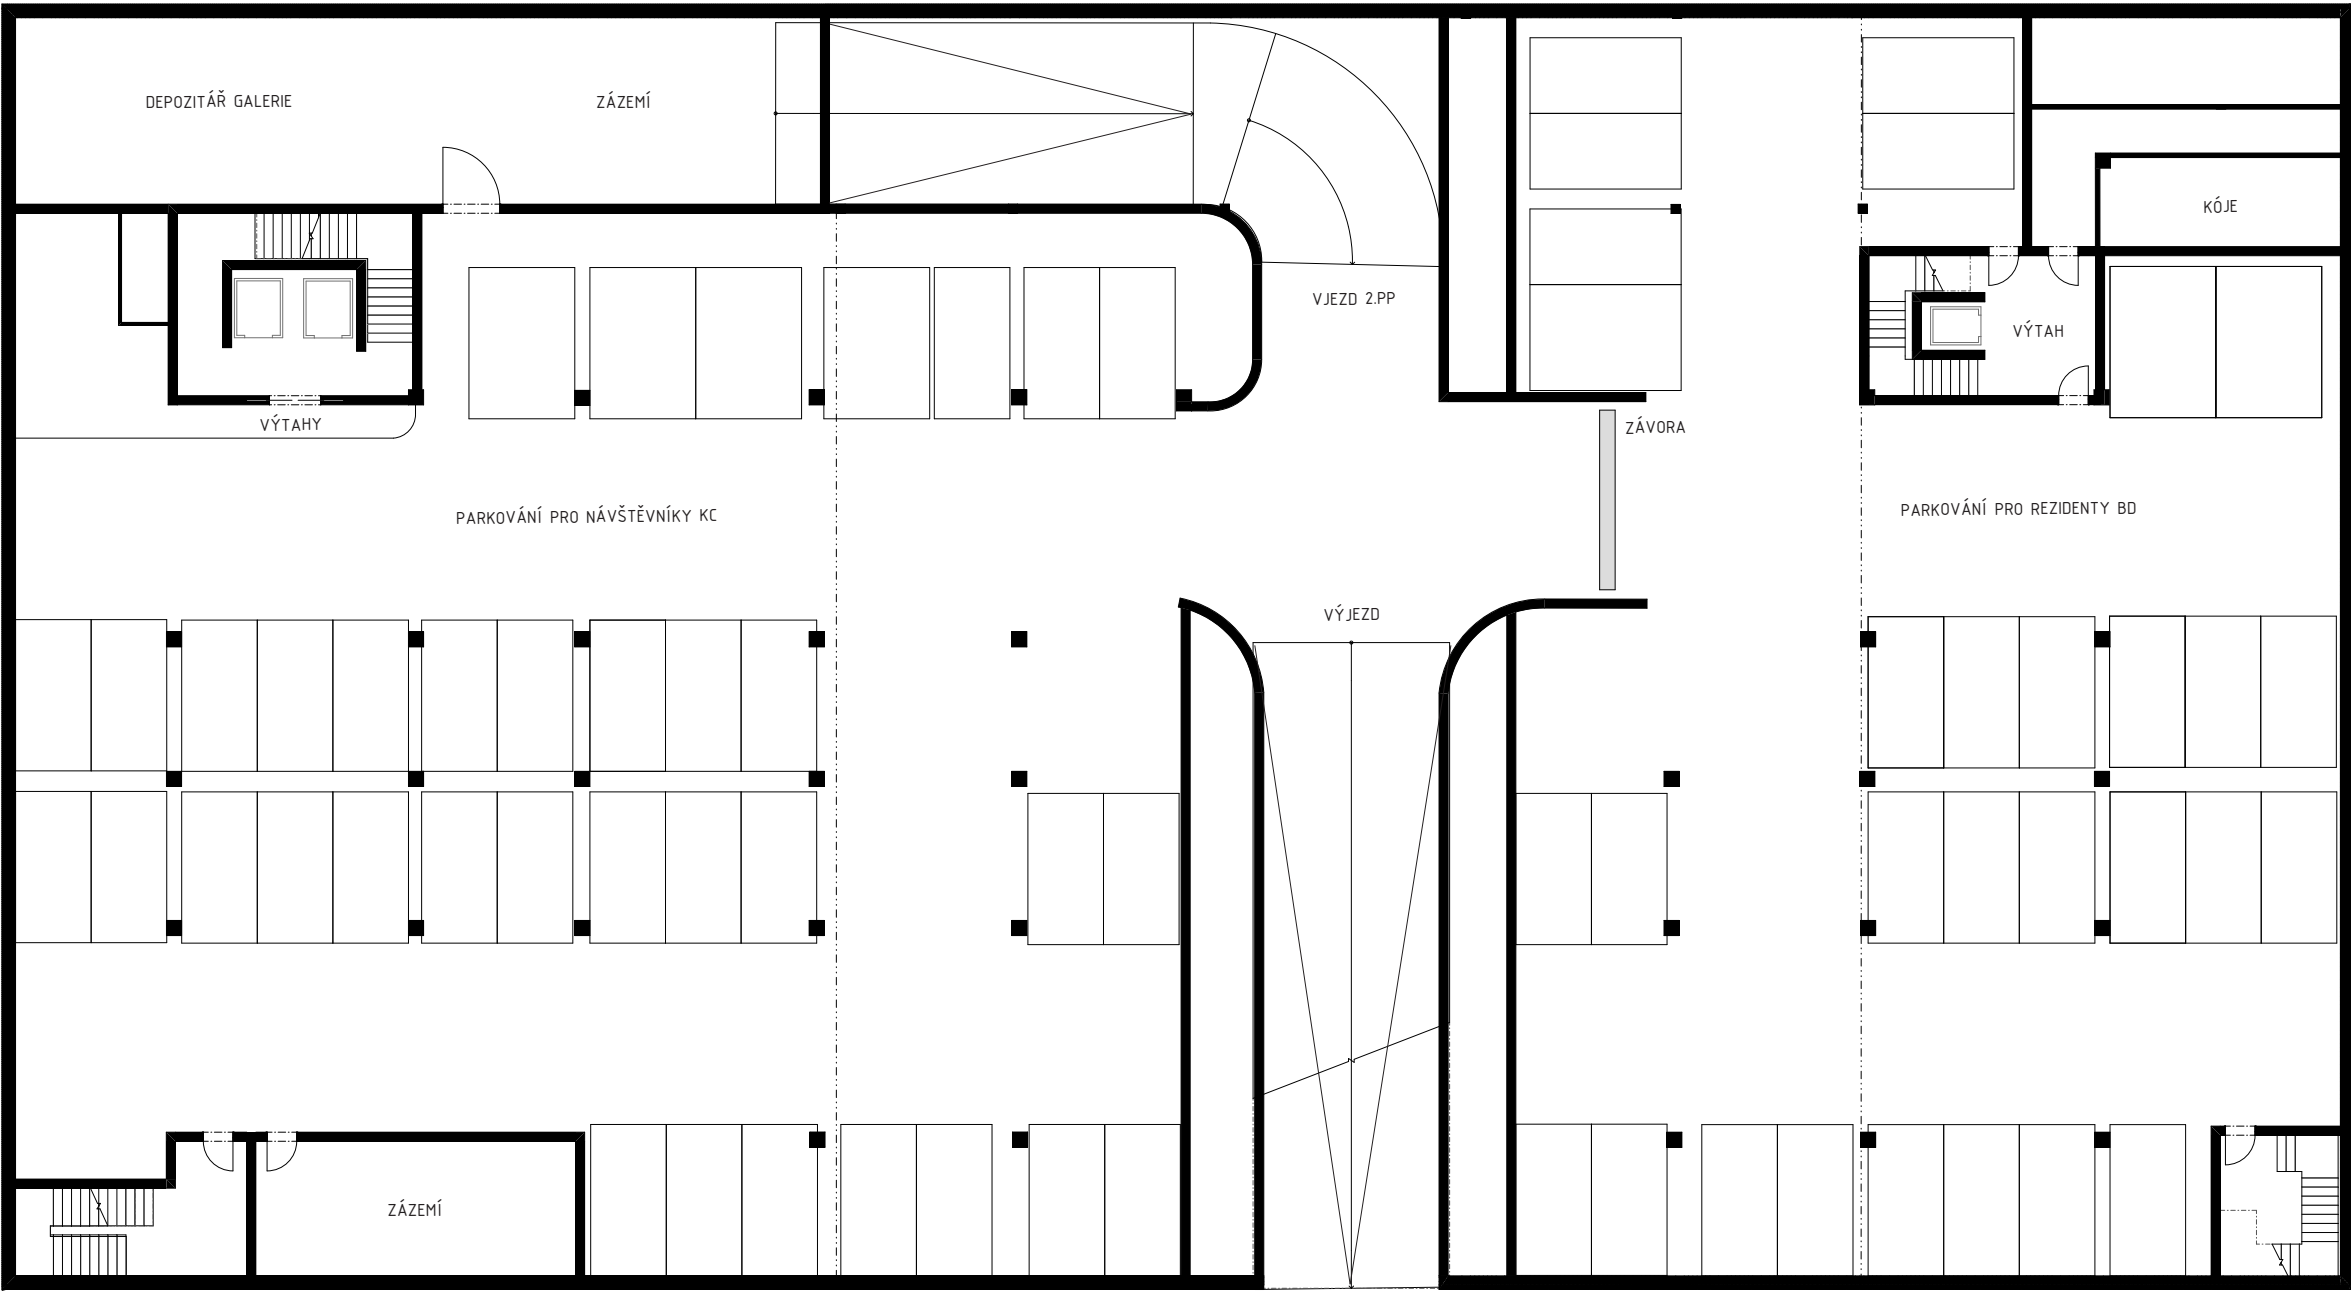 DEPOZITÁŘ GALERIE
ZÁZEMÍ
KÓJE
VJEZD 2.PP
VÝTAH
VÝTAHY
ZÁVORA
PARKOVÁNÍ PRO NÁVŠTĚVNÍKY KC
PARKOVÁNÍ PRO REZIDENTY BD
VÝJEZD
ZÁZEMÍ